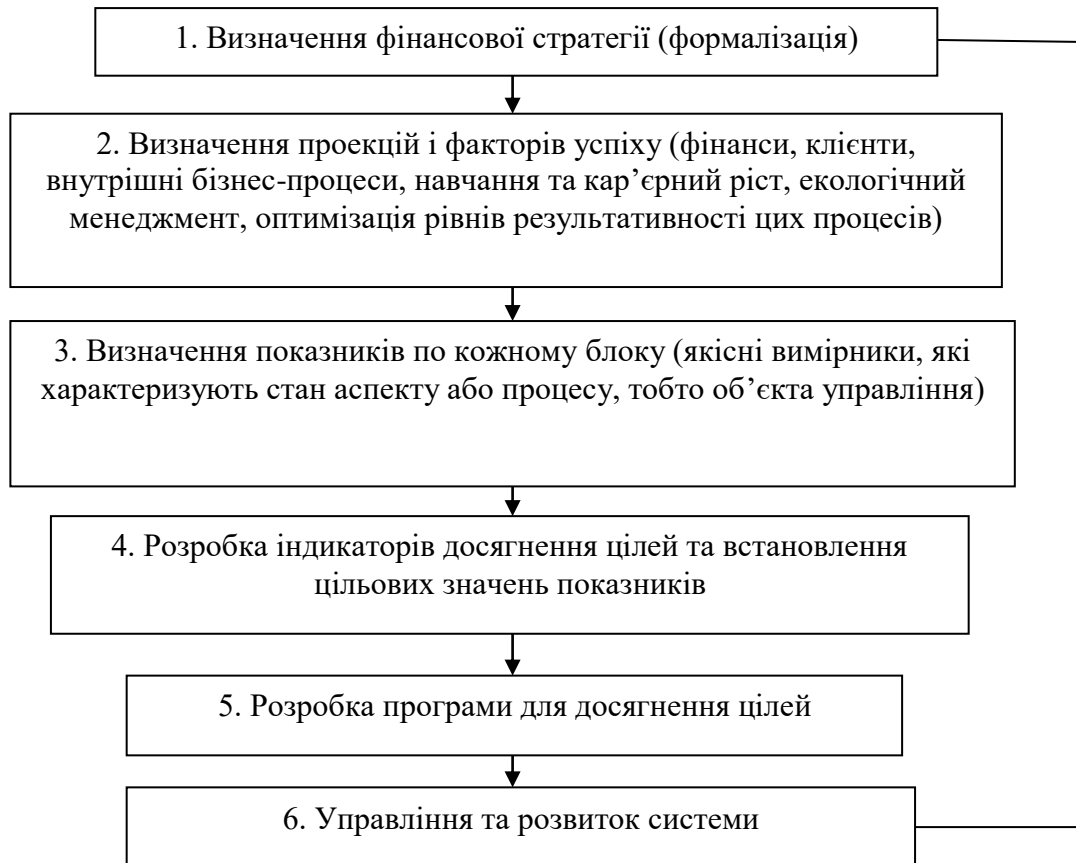 1. Визначення фінансової стратегії (формалізація)
2. Визначення проекцій і факторів успіху (фінанси, клієнти,
внутрішні бізнес-процеси, навчання та кар’єрний ріст, екологічний
менеджмент, оптимізація рівнів результативності цих процесів)
3. Визначення показників по кожному блоку (якісні вимірники, які
характеризують стан аспекту або процесу, тобто об’єкта управління)
4. Розробка індикаторів досягнення цілей та встановлення
цільових значень показників
5. Розробка програми для досягнення цілей
6. Управління та розвиток системи